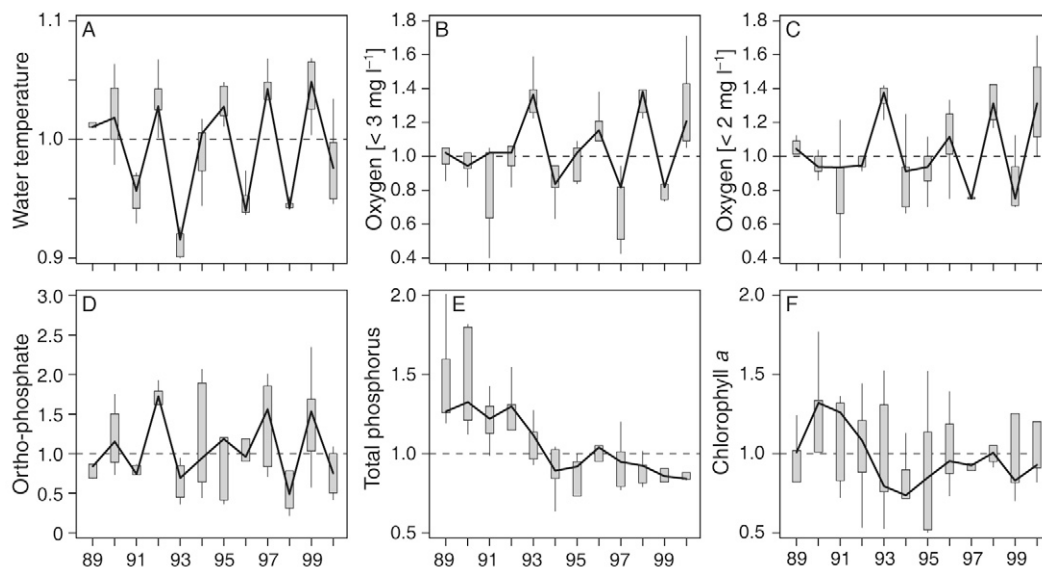 A
Water temperature
1.1
1.0
0.9
B
Oxygen [< 3 mg l⁻¹]
1.8
1.6
1.4
1.2
1.0
0.8
0.6
0.4
C
Oxygen [< 2 mg l⁻¹]
1.8
1.6
1.4
1.2
1.0
0.8
0.6
0.4
D
Ortho-phosphate
3.0
2.5
2.0
1.5
1.0
0.5
0
89 91 93 95 97 99
E
Total phosphorus
2.0
1.5
1.0
0.5
89 91 93 95 97 99
F
Chlorophyll a
2.0
1.5
1.0
0.5
89 91 93 95 97 99